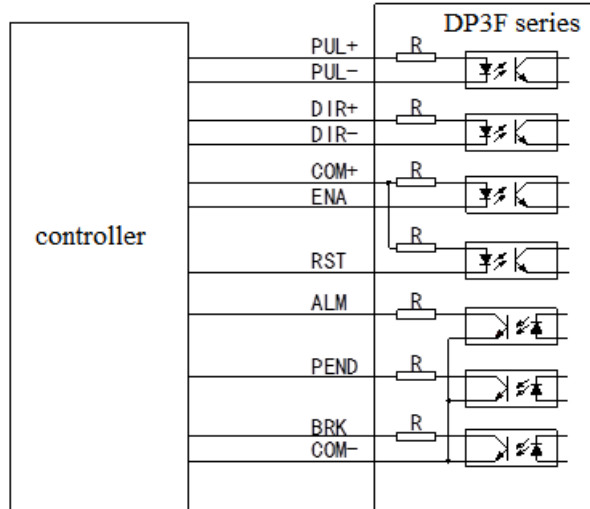 DP3F series
PUL+
R
PUL-
DIR+
R
DIR-
COM+
R
ENA
controller
R
RST
ALM
R
PEND
R
BRK
R
COM-